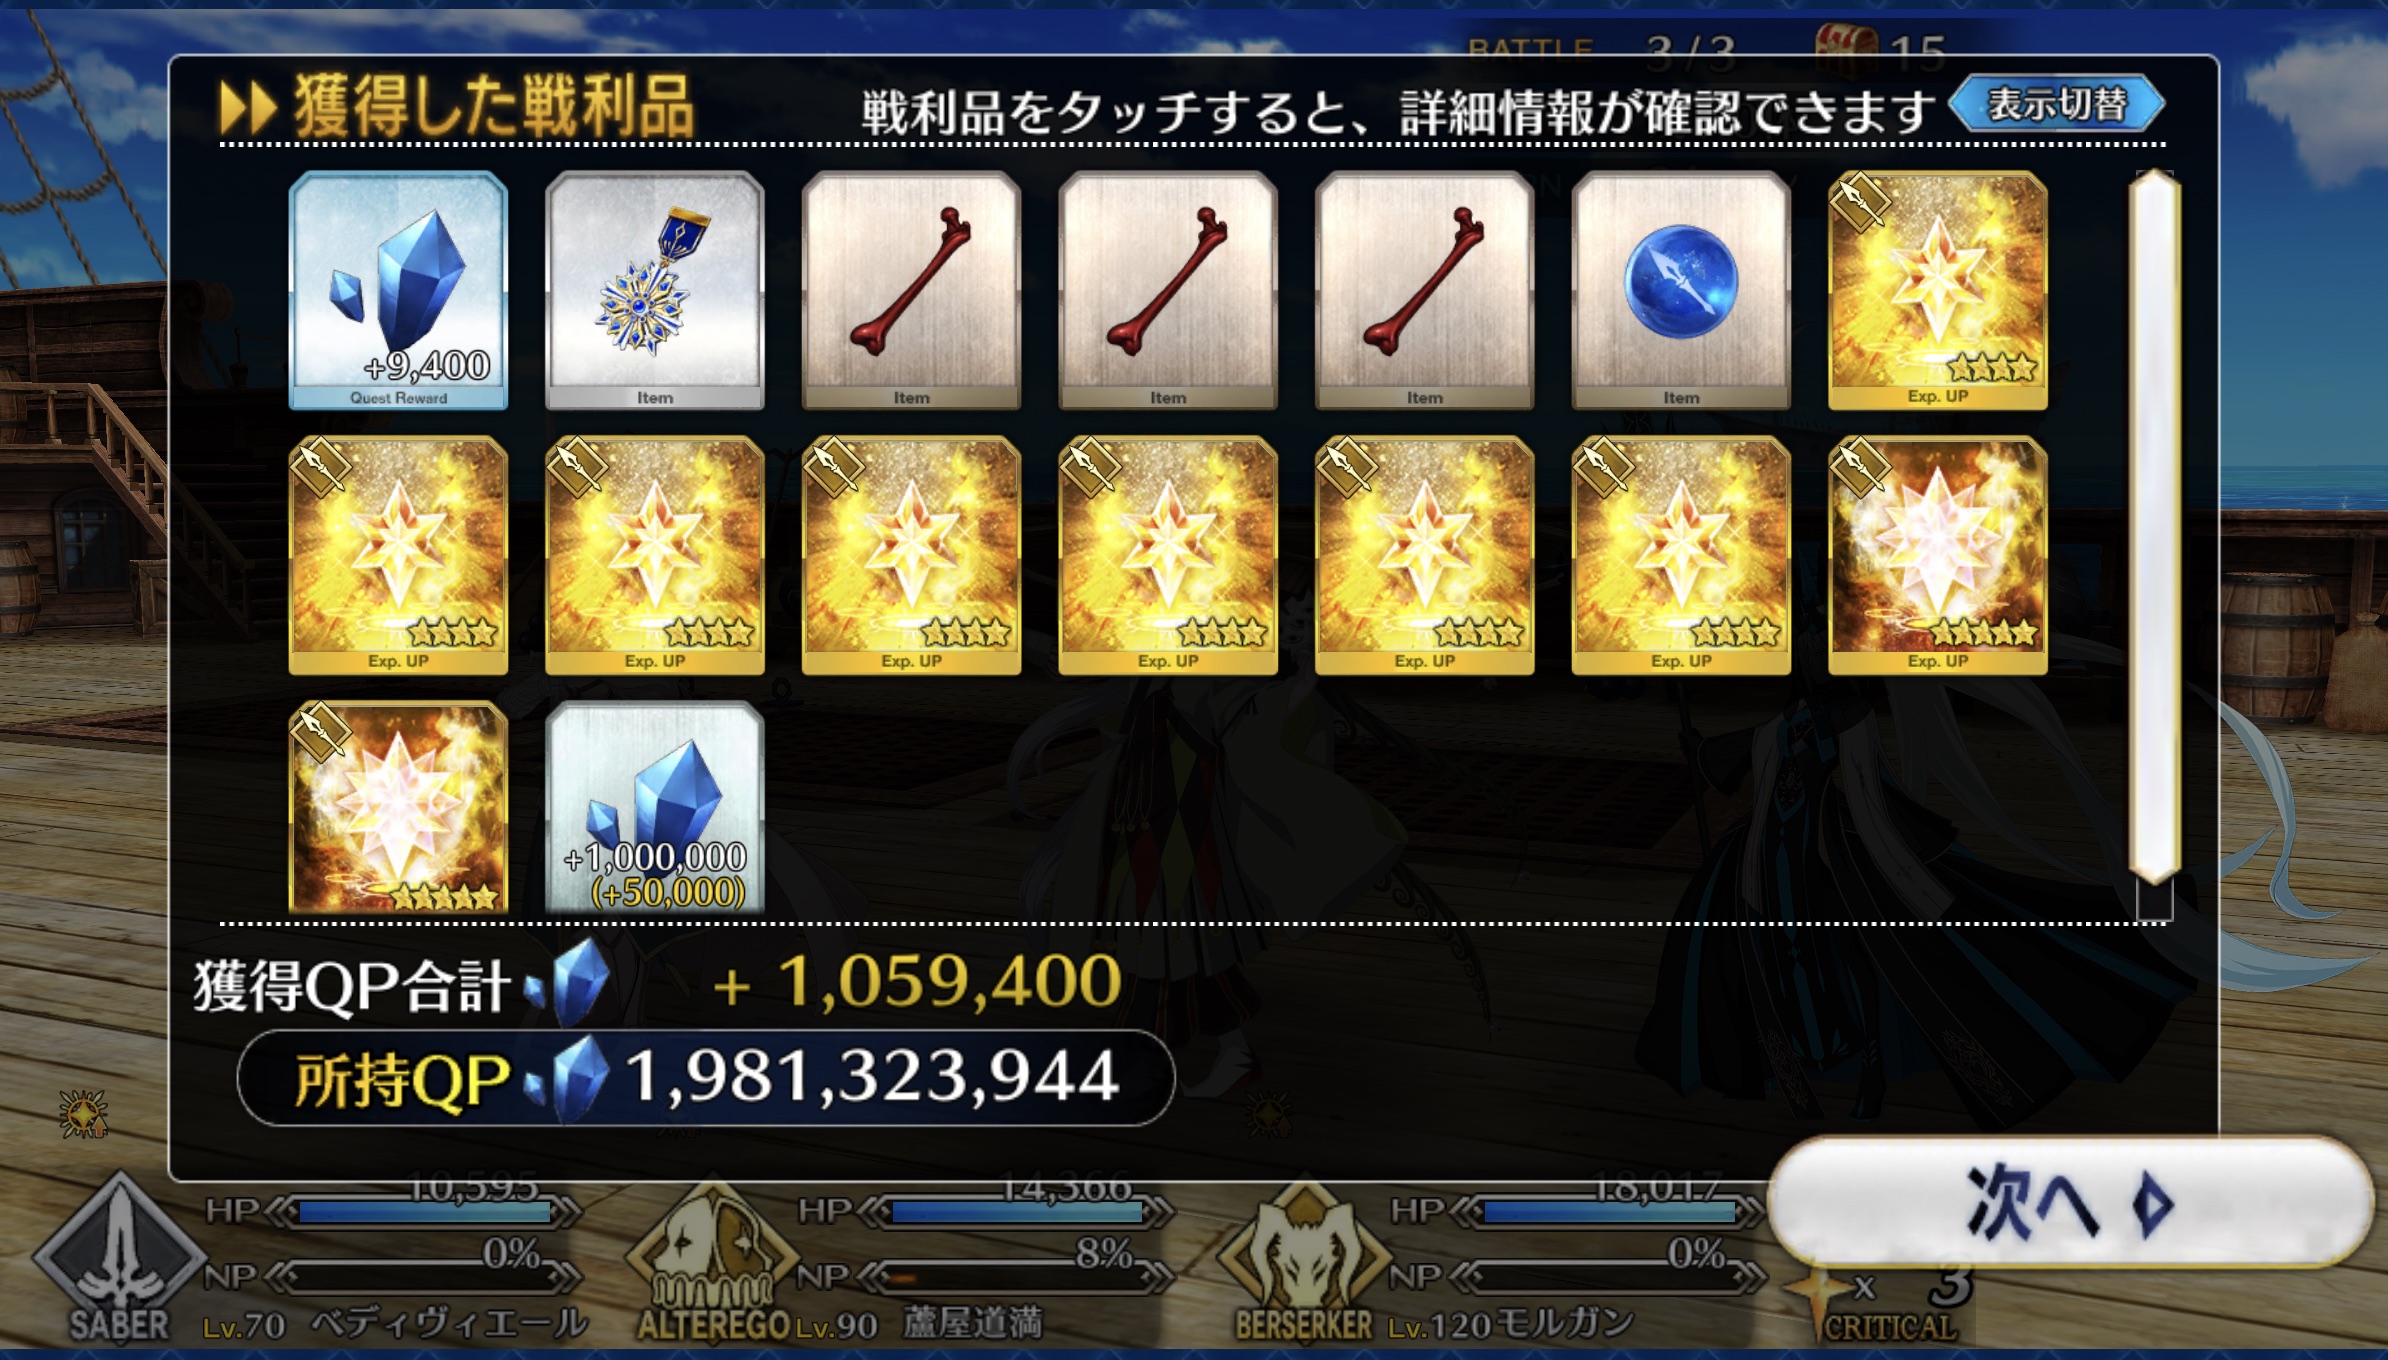 BATTLE 3/3 15
獲得した戦利品
戦利品をタッチすると、詳細情報が確認できます
表示切替
+9,400
Quest Reward
Item
Item
Item
Item
Item
Exp. UP
Exp. UP
Exp. UP
Exp. UP
Exp. UP
Exp. UP
Exp. UP
Exp. UP
+1,000,000
(+50,000)
獲得QP合計 + 1,059,400
所持QP 1,981,323,944
次へ
HP 10,595
NP 0%
SABER Lv.70 ベディヴィエール
HP 14,366
NP 8%
ALTEREGO Lv.90 蘆屋道満
HP 18,017
NP 0%
BERSERKER Lv.120 モルガン
x 3
CRITICAL